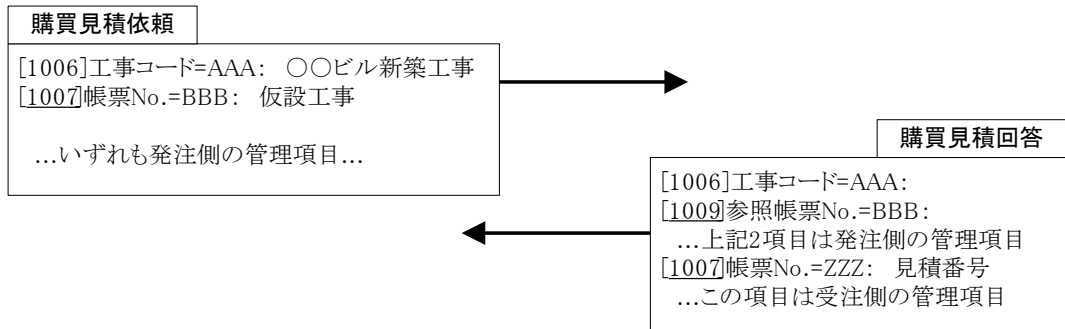 購買見積依頼
[1006]工事コード=AAA: 〇〇ビル新築工事
[1007]帳票No.=BBB: 仮設工事
…いずれも発注側の管理項目…
購買見積回答
[1006]工事コード=AAA:
[1009]参照帳票No.=BBB:
…上記2項目は発注側の管理項目
[1007]帳票No.=ZZZ: 見積番号
…この項目は受注側の管理項目